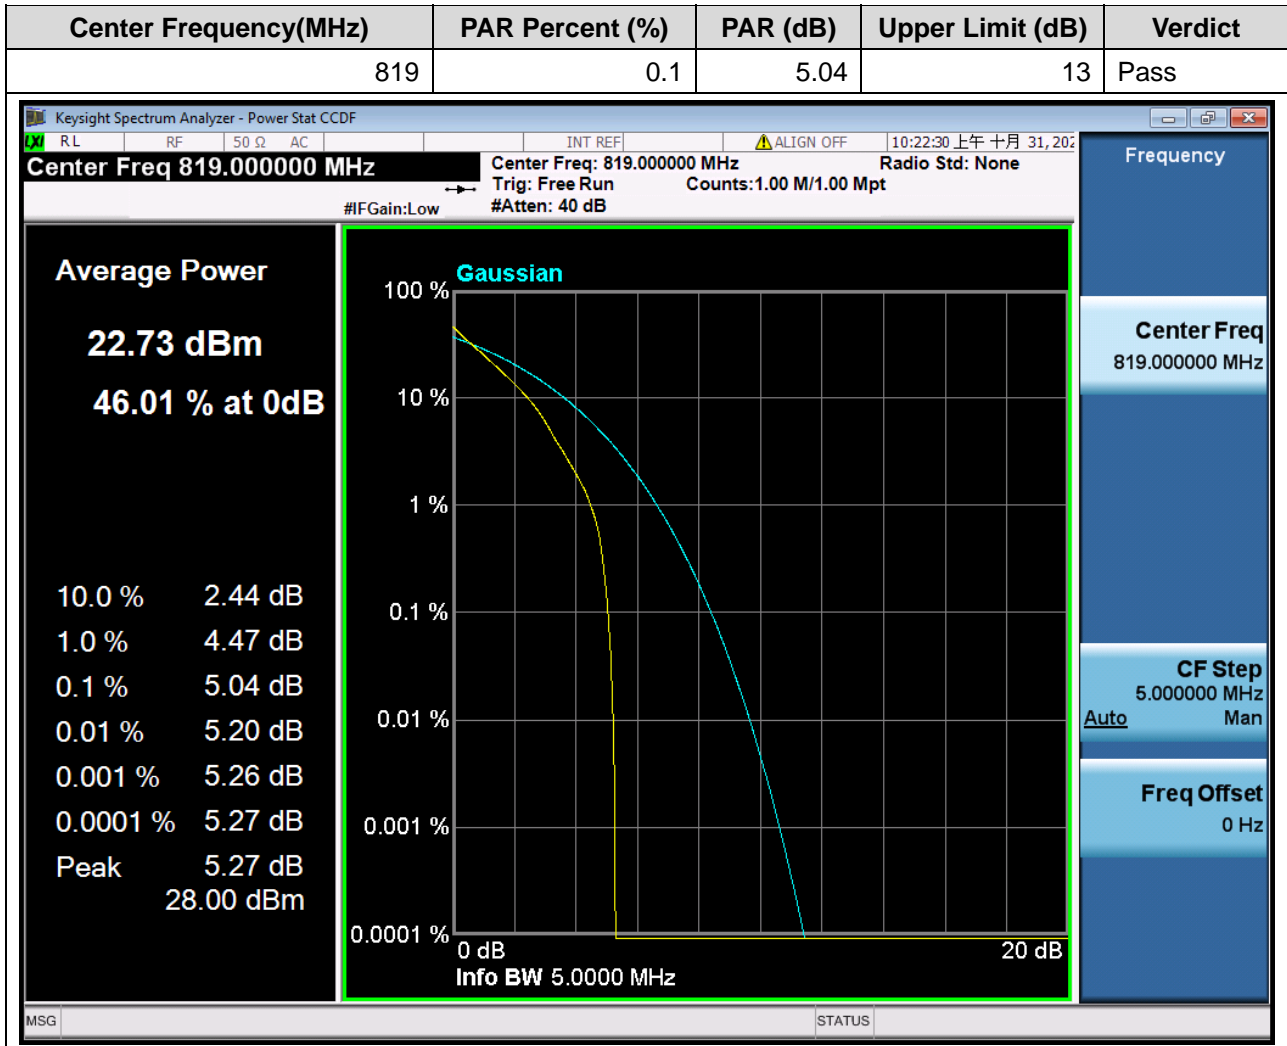 Center Frequency(MHz) PAR Percent (%) PAR (dB) Upper Limit (dB) Verdict
819 0.1 5.04 13 Pass
Keysight Spectrum Analyzer - Power Stat CCDF
LXI RL RF 50 Ω AC INT REF ALIGN OFF 10:22:30 上午 十月 31, 202
Center Freq 819.000000 MHz
Center Freq: 819.000000 MHz Radio Std: None
Trig: Free Run Counts:1.00 M/1.00 Mpt
#IFGain:Low #Atten: 40 dB
Average Power
22.73 dBm
46.01 % at 0dB
10.0 % 2.44 dB
1.0 % 4.47 dB
0.1 % 5.04 dB
0.01 % 5.20 dB
0.001 % 5.26 dB
0.0001 % 5.27 dB
Peak 5.27 dB
28.00 dBm
Gaussian
100 %
10 %
1 %
0.1 %
0.01 %
0.001 %
0.0001 %
0 dB 20 dB
Info BW 5.0000 MHz
Frequency
Center Freq
819.000000 MHz
CF Step
5.000000 MHz
Auto Man
Freq Offset
0 Hz
MSG STATUS